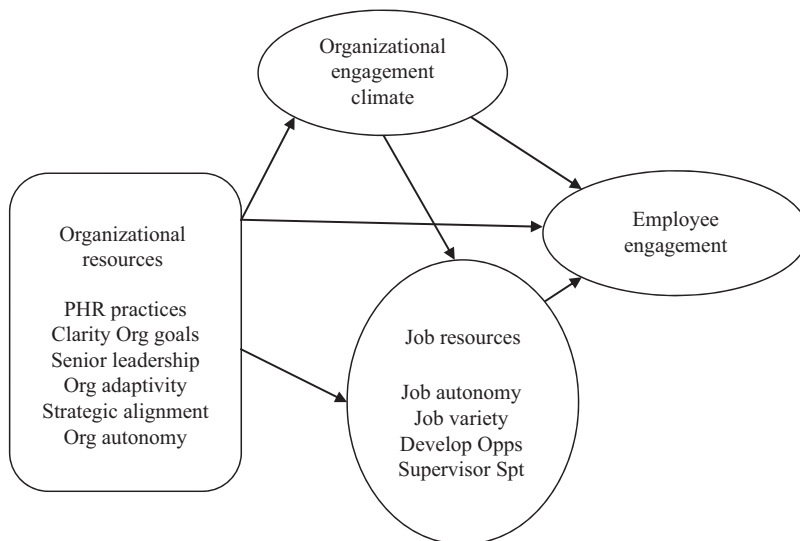 Organizational
engagement
climate
Organizational
resources
PHR practices
Clarity Org goals
Senior leadership
Org adaptivity
Strategic alignment
Org autonomy
Employee
engagement
Job resources
Job autonomy
Job variety
Develop Opps
Supervisor Spt